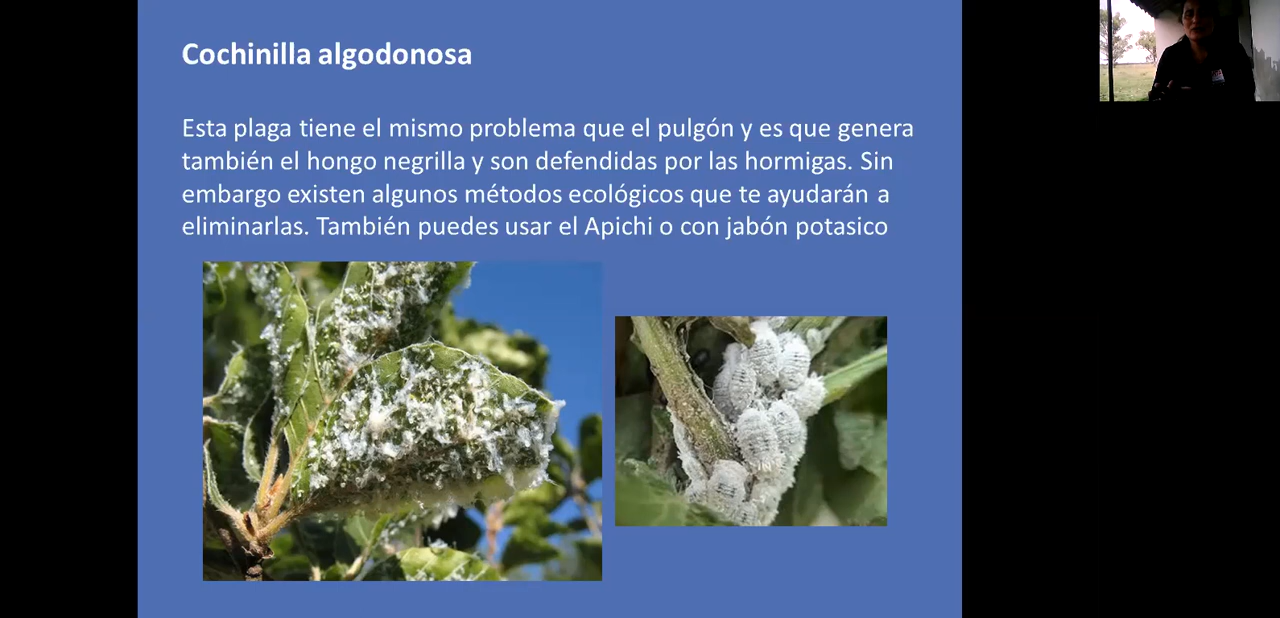 Cochinilla algodonosa
Esta plaga tiene el mismo problema que el pulgón y es que genera
también el hongo negrilla y son defendidas por las hormigas. Sin
embargo existen algunos métodos ecológicos que te ayudarán a
eliminarlas. También puedes usar el Apichi o con jabón potasico